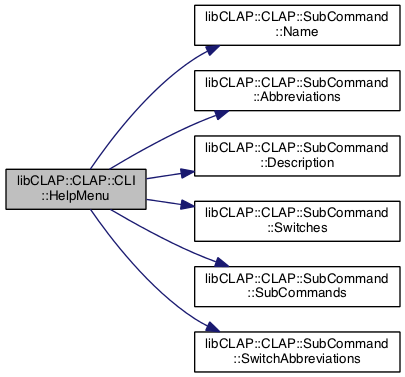 libCLAP::CLAP::SubCommand
::Name
libCLAP::CLAP::SubCommand
::Abbreviations
libCLAP::CLAP::SubCommand
::Description
libCLAP::CLAP::CLI
::HelpMenu
libCLAP::CLAP::SubCommand
::Switches
libCLAP::CLAP::SubCommand
::SubCommands
libCLAP::CLAP::SubCommand
::SwitchAbbreviations